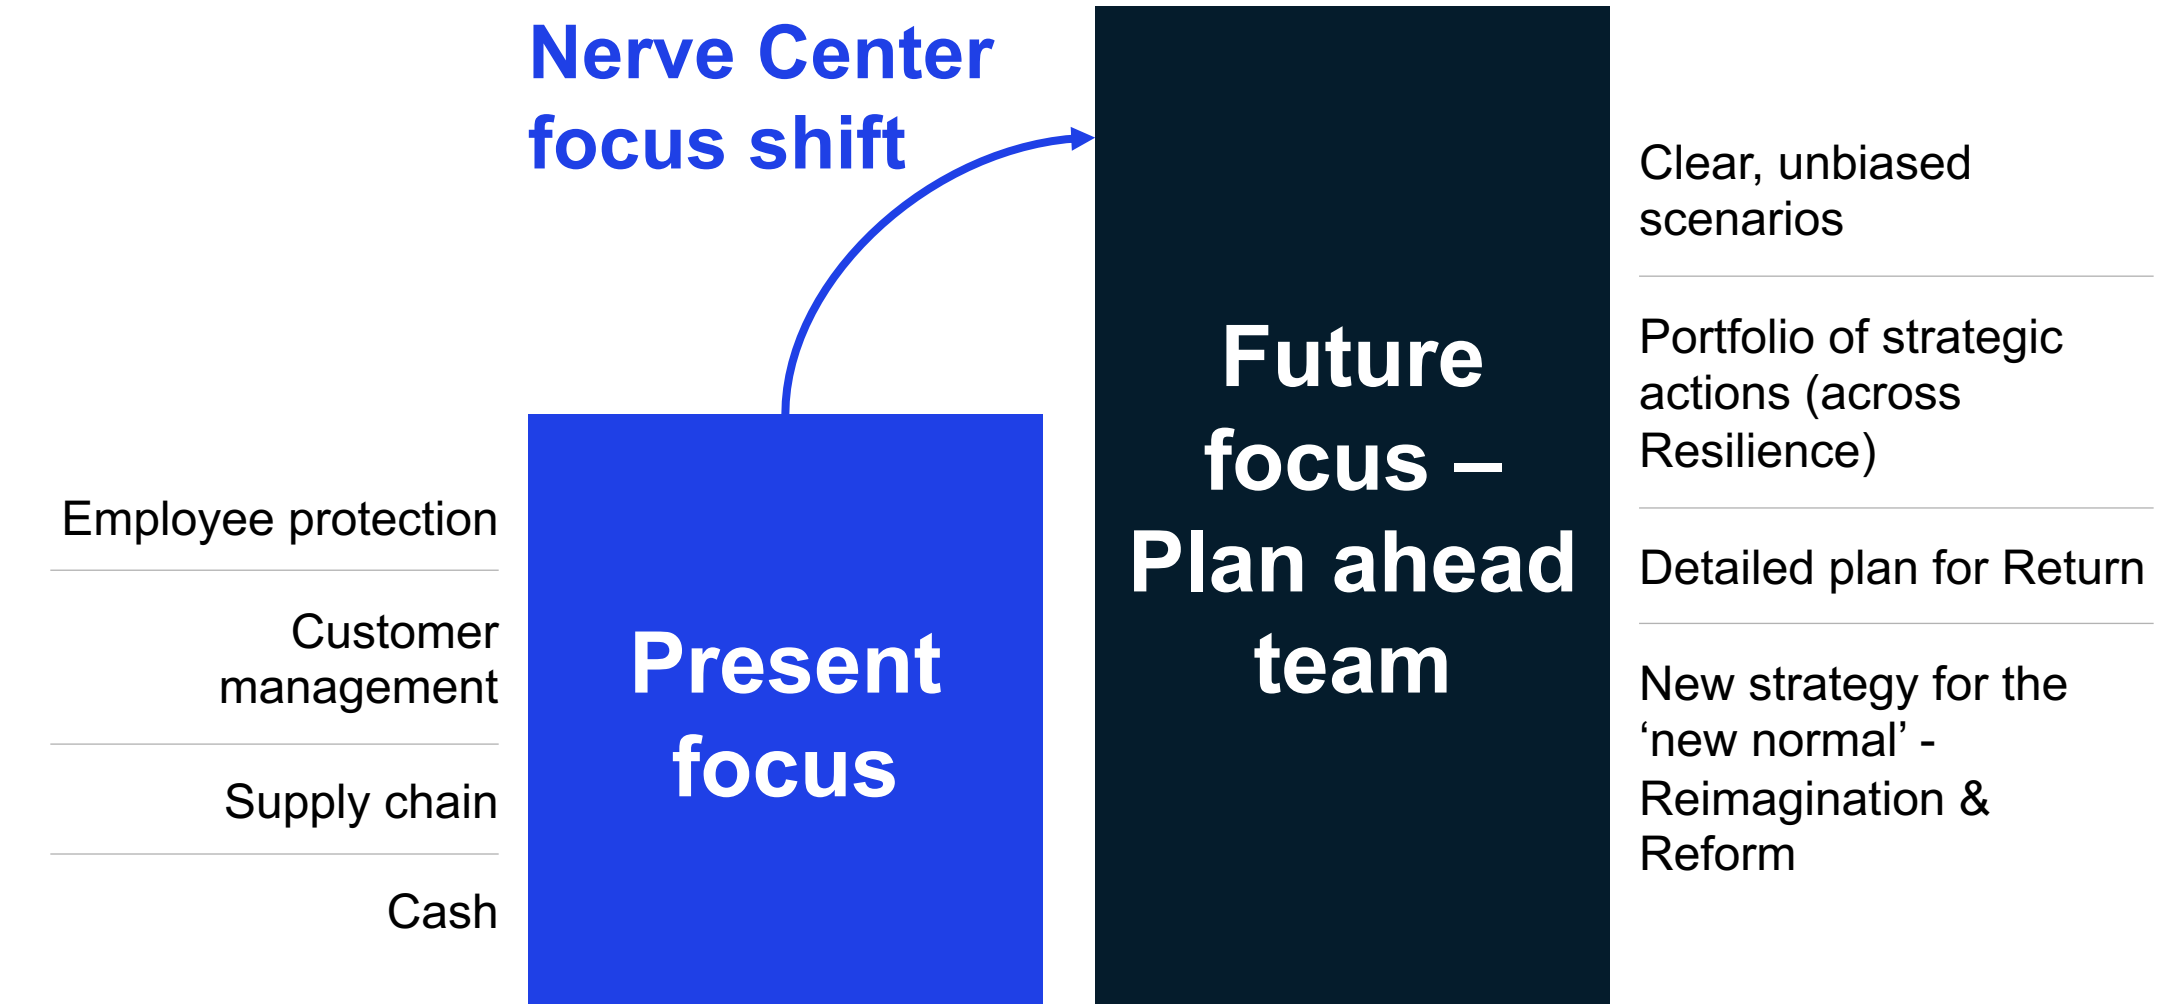 Nerve Center
focus shift
Employee protection
Customer
management
Supply chain
Cash
Present
focus
Future
focus –
Plan ahead
team
Clear, unbiased
scenarios
Portfolio of strategic
actions (across
Resilience)
Detailed plan for Return
New strategy for the
‘new normal’ -
Reimagination &
Reform